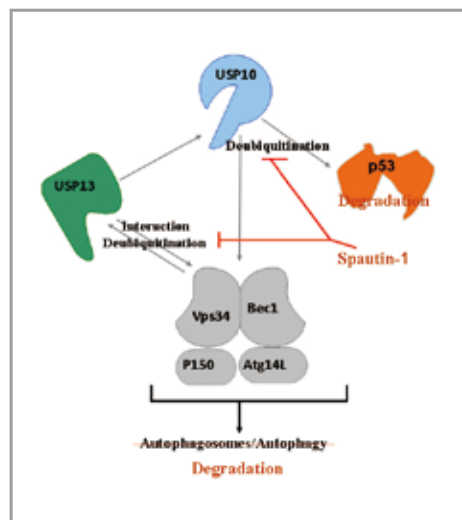 USP10
Deubiquitination
p53
USP13
Degradation
Interaction
Deubiquitination
Spautin-1
Vps34
Bec1
P150
Atg14L
Autophagosomes/Autophagy
Degradation